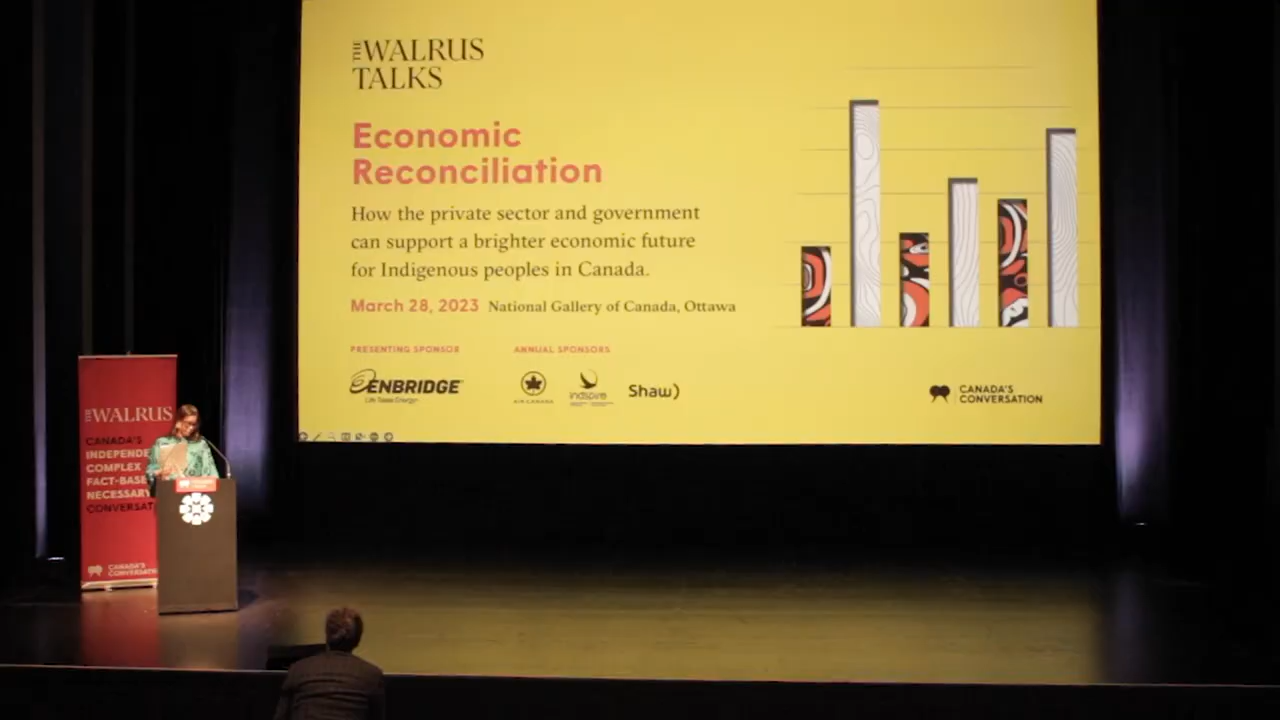 THE WALRUS
TALKS
Economic
Reconciliation
How the private sector and government
can support a brighter economic future
for Indigenous peoples in Canada.
March 28, 2023 National Gallery of Canada, Ottawa
PRESENTING SPONSOR
ANNUAL SPONSORS
ENBRIDGE
Life Takes Energy
AIR CANADA
indspire
Shaw)
CANADA'S
CONVERSATION
THE WALRUS
CANADA'S
INDEPENDE
COMPLEX
FACT-BASE
NECESSARY
CONVERSAT
CANADA'S
CONVERSATIO